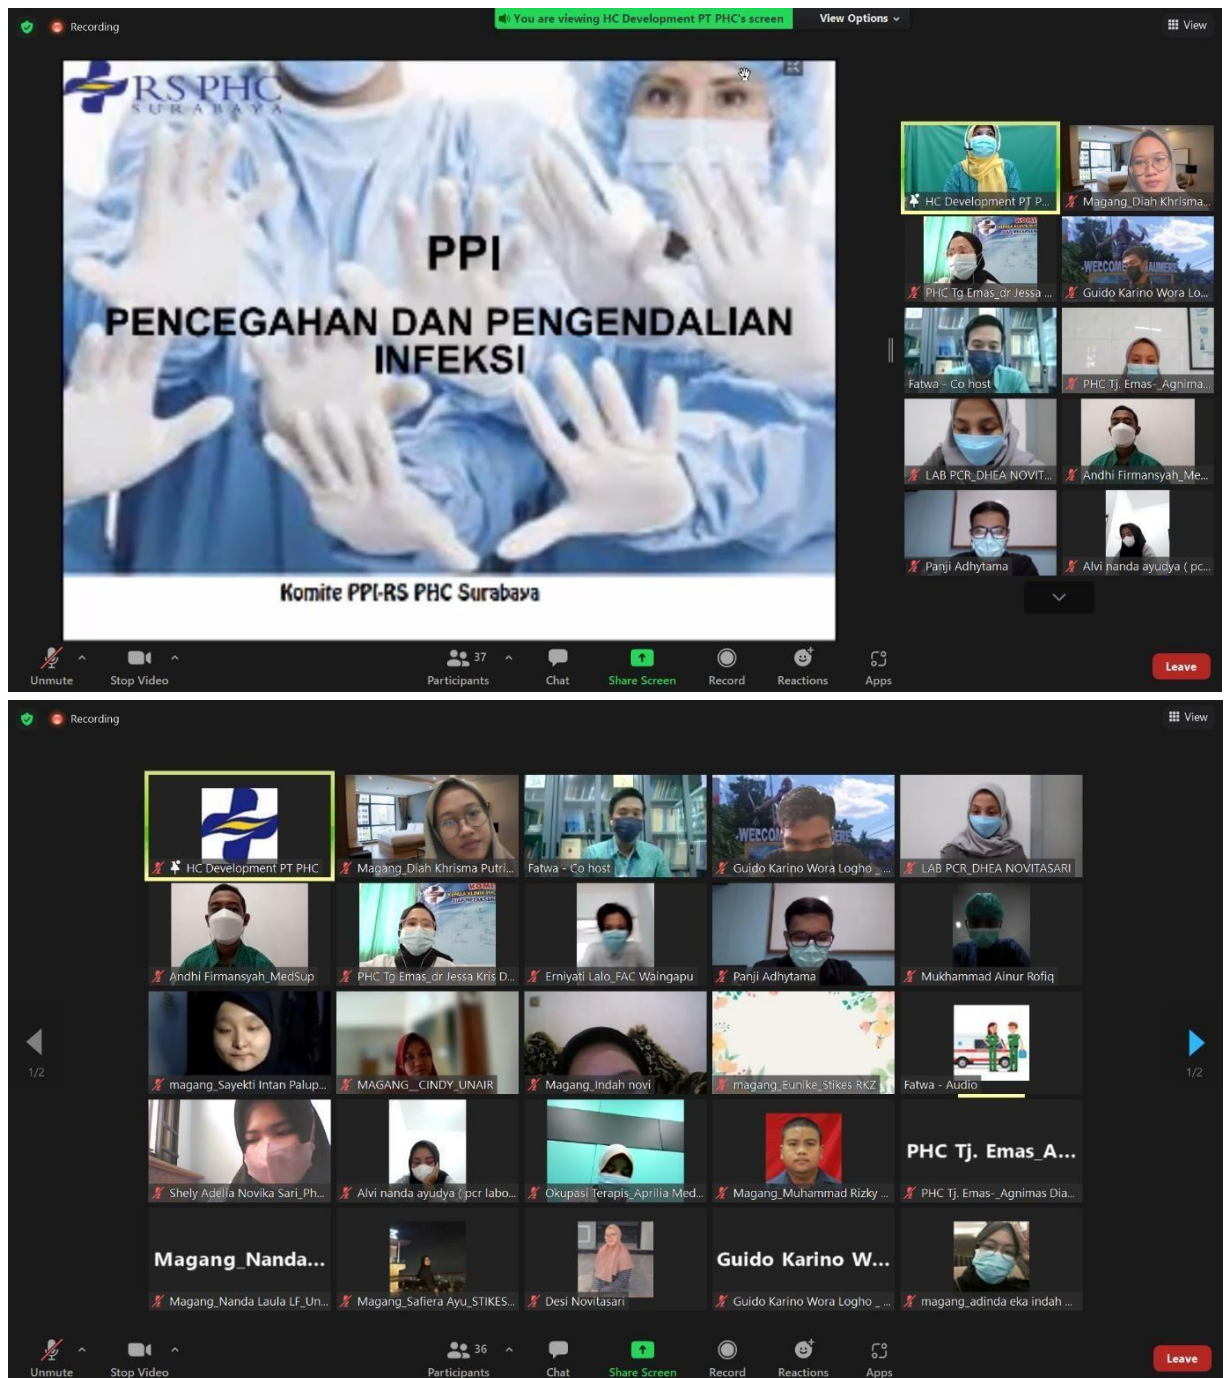 Recording
You are viewing HC Development PT PHC's screen
View Options
View
RS PHC
SURABAYA
PPI
PENCEGAHAN DAN PENGENDALIAN
INFEKSI
Komite PPI-RS PHC Surabaya
HC Development PT P...
Magang_Diah Khrisma...
PHC Tg Emas_dr Jessa ...
WELCOME
Guido Karino Wora Lo...
Fatwa - Co host
PHC Tj. Emas-_Agnima...
LAB PCR_DHEA NOVIT...
Andhi Firmansyah_Me...
Panji Adhytama
Alvi nanda ayudya ( pc...
Unmute
Stop Video
37
Participants
Chat
Share Screen
Record
Reactions
Apps
Leave
Recording
View
HC Development PT PHC
Magang_Diah Khrisma Putri...
Fatwa - Co host
Guido Karino Wora Logho _ ...
LAB PCR_DHEA NOVITASARI
Andhi Firmansyah_MedSup
PHC Tg Emas_dr Jessa Kris D...
Erniyati Lalo_FAC Waingapu
Panji Adhytama
Mukhammad Ainur Rofiq
1/2
magang_Sayekti Intan Palup...
MAGANG__CINDY_UNAIR
Magang_Indah novi
magang_Eunike_Stikes RKZ
Fatwa - Audio
1/2
Shely Adelia Novika Sari_Ph...
Alvi nanda ayudya ( pcr labo...
Okupasi Terapis_Aprilia Med...
Magang_Muhammad Rizky ...
PHC Tj. Emas_A...
PHC Tj. Emas-_Agnimas Dia...
Magang_Nanda...
Magang_Nanda Laula LF_Un...
Magang_Safiera Ayu_STIKES...
Desi Novitasari
Guido Karino W...
Guido Karino Wora Logho _ ...
magang_adinda eka indah ...
Unmute
Stop Video
36
Participants
Chat
Share Screen
Record
Reactions
Apps
Leave